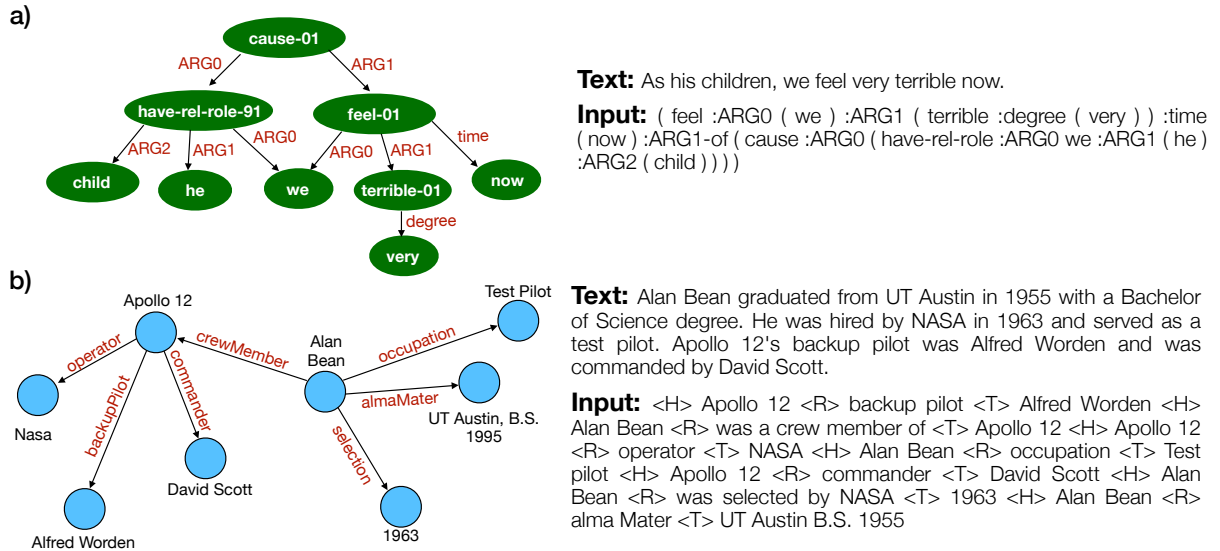 a)
cause-01
ARG0
ARG1
have-rel-role-91
feel-01
ARG2
ARG1
ARG0
ARG0
ARG1
time
child
he
we
terrible-01
now
degree
very
Text: As his children, we feel very terrible now.
Input: ( feel :ARG0 ( we ) :ARG1 ( terrible :degree ( very ) ) :time
( now ) :ARG1-of ( cause :ARG0 ( have-rel-role :ARG0 we :ARG1 ( he )
:ARG2 ( child ) ) ) )
b)
Apollo 12
Test Pilot
operator
crewMember
Alan
Bean
occupation
commander
backupPilot
almaMater
selection
Nasa
UT Austin, B.S.
1995
David Scott
Alfred Worden
1963
Text: Alan Bean graduated from UT Austin in 1955 with a Bachelor
of Science degree. He was hired by NASA in 1963 and served as a
test pilot. Apollo 12's backup pilot was Alfred Worden and was
commanded by David Scott.
Input: <H> Apollo 12 <R> backup pilot <T> Alfred Worden <H>
Alan Bean <R> was a crew member of <T> Apollo 12 <H> Apollo 12
<R> operator <T> NASA <H> Alan Bean <R> occupation <T> Test
pilot <H> Apollo 12 <R> commander <T> David Scott <H> Alan
Bean <R> was selected by NASA <T> 1963 <H> Alan Bean <R>
alma Mater <T> UT Austin B.S. 1955